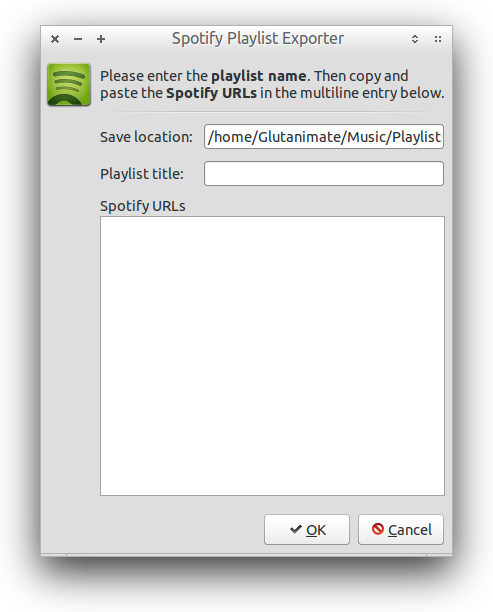 Spotify Playlist Exporter
Please enter the playlist name. Then copy and
paste the Spotify URLs in the multiline entry below.
Save location: /home/Glutanimate/Music/Playlist
Playlist title:
Spotify URLs
OK Cancel